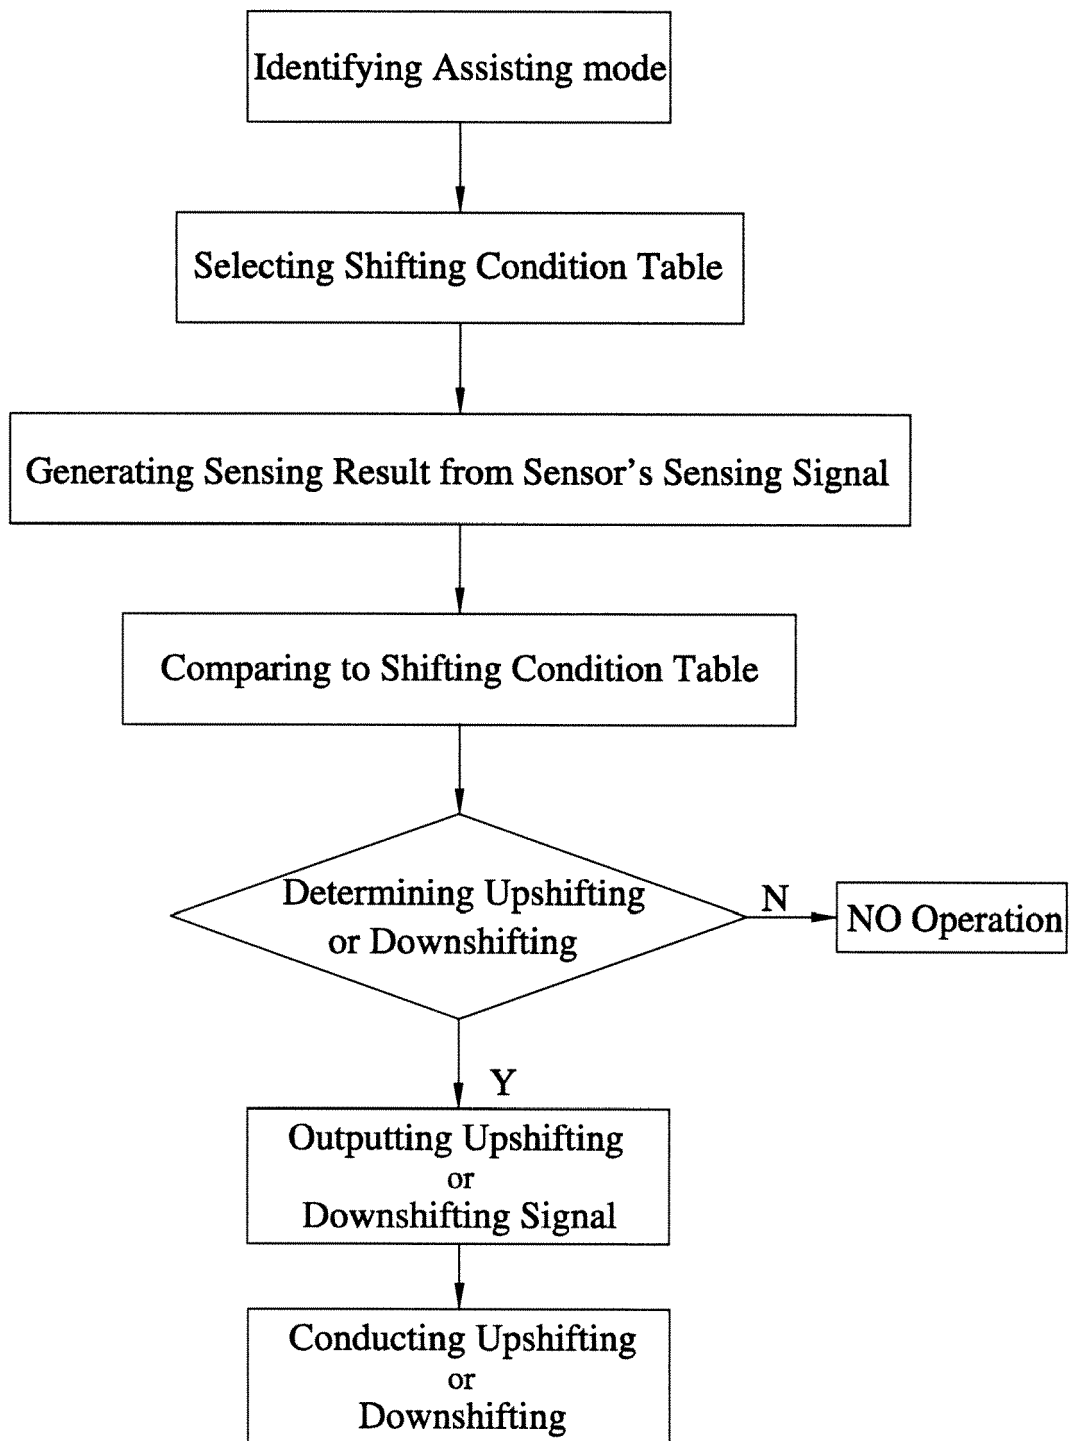 Identifying Assisting mode
Selecting Shifting Condition Table
Generating Sensing Result from Sensor's Sensing Signal
Comparing to Shifting Condition Table
Determining Upshifting
or Downshifting
N
NO Operation
Y
Outputting Upshifting
or
Downshifting Signal
Conducting Upshifting
or
Downshifting